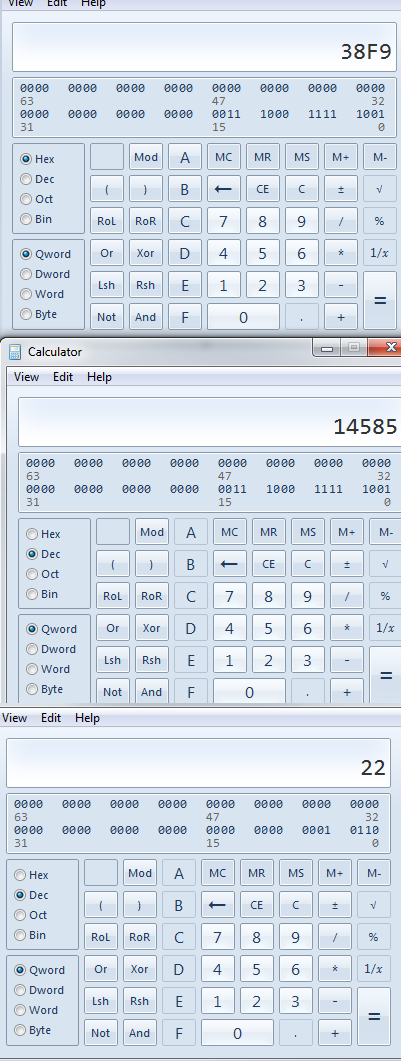 View Edit Help
38F9
0000 0000 0000 0000 0000 0000 0000 0000
63 47 32
0000 0000 0000 0000 0011 1000 1111 1001
31 15 0
Hex Mod A MC MR MS M+ M-
Dec ( ) B ← CE C ± √
Oct RoL RoR C 7 8 9 / %
Bin
Qword Or Xor D 4 5 6 * 1/x
Dword Lsh Rsh E 1 2 3 - =
Word
Byte Not And F 0 . +
Calculator
View Edit Help
14585
0000 0000 0000 0000 0000 0000 0000 0000
63 47 32
0000 0000 0000 0000 0011 1000 1111 1001
31 15 0
Hex Mod A MC MR MS M+ M-
Dec ( ) B ← CE C ± √
Oct RoL RoR C 7 8 9 / %
Bin
Qword Or Xor D 4 5 6 * 1/x
Dword Lsh Rsh E 1 2 3 - =
Word
Byte Not And F 0 . +
View Edit Help
22
0000 0000 0000 0000 0000 0000 0000 0000
63 47 32
0000 0000 0000 0000 0000 0000 0001 0110
31 15 0
Hex Mod A MC MR MS M+ M-
Dec ( ) B ← CE C ± √
Oct RoL RoR C 7 8 9 / %
Bin
Qword Or Xor D 4 5 6 * 1/x
Dword Lsh Rsh E 1 2 3 - =
Word
Byte Not And F 0 . +